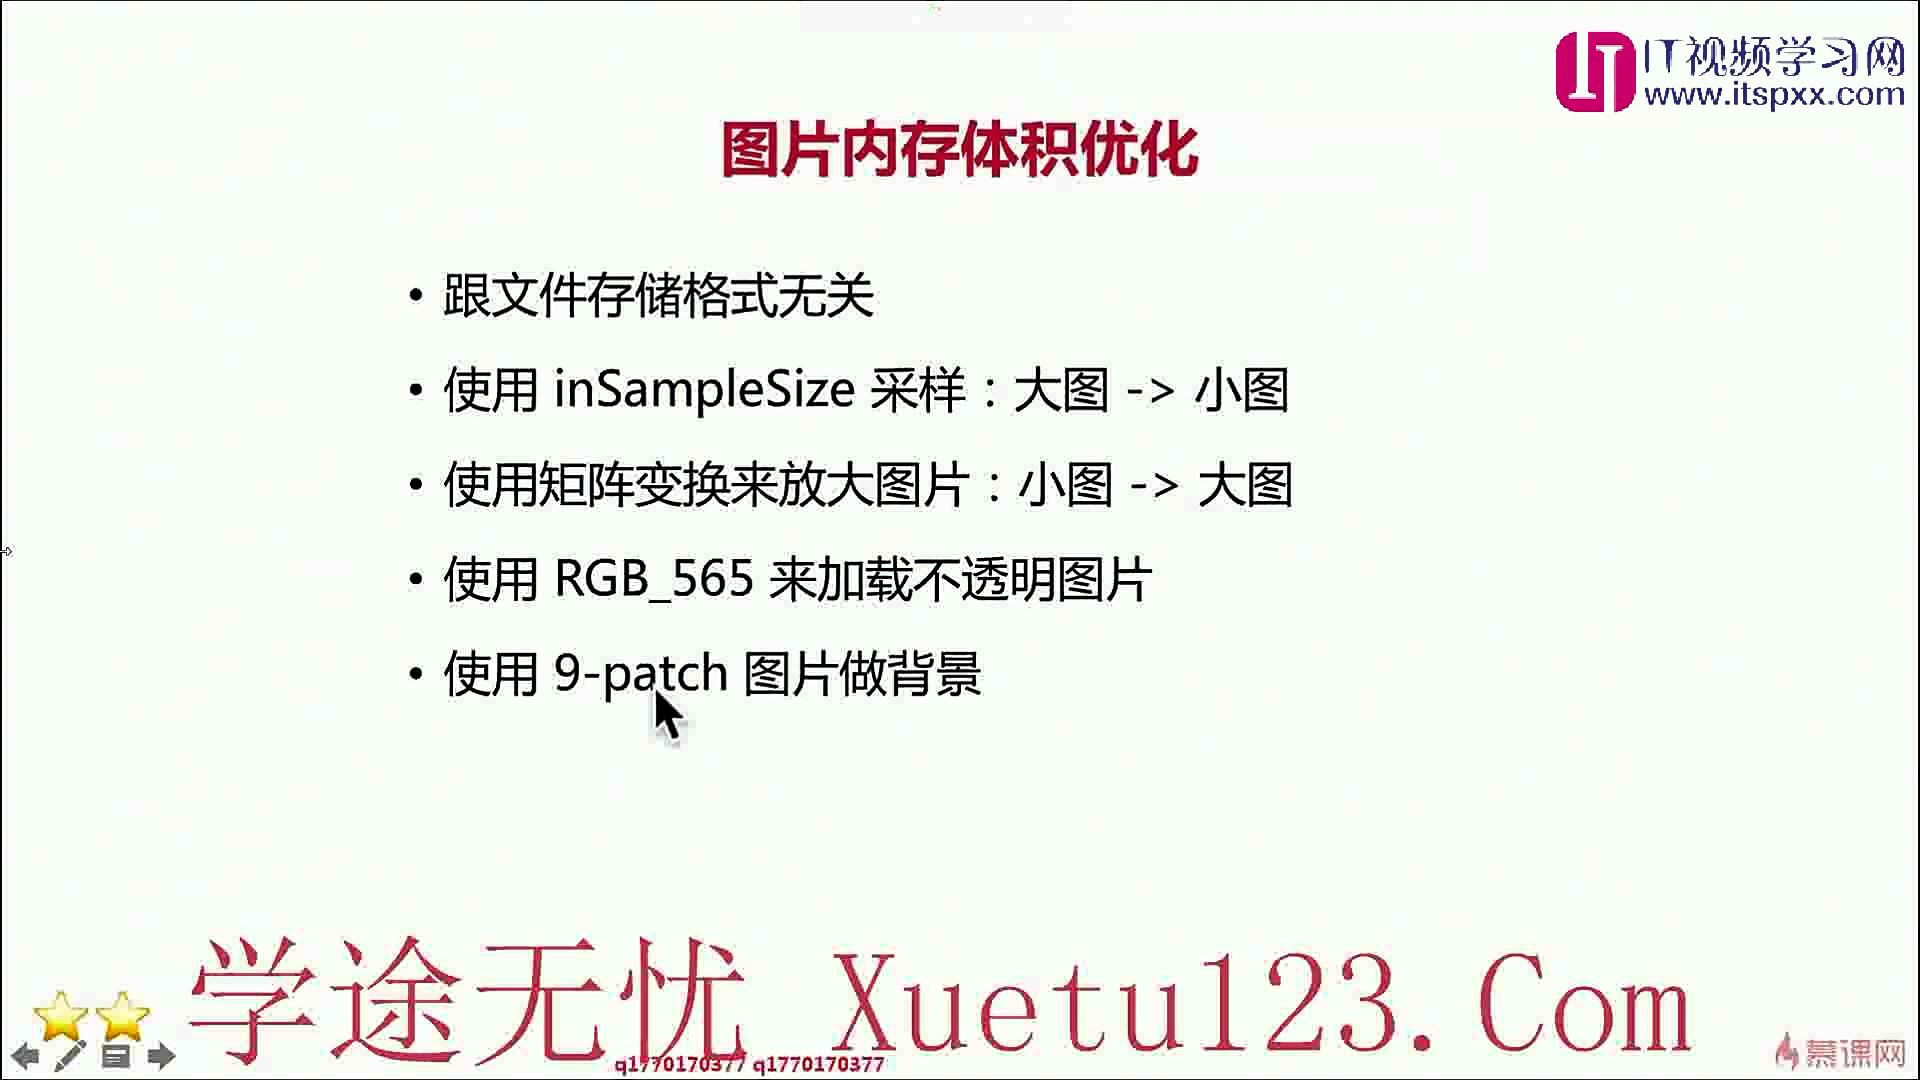 IT视频学习网
www.itspxx.com
图片内存体积优化
• 跟文件存储格式无关
• 使用 inSampleSize 采样：大图 -> 小图
• 使用矩阵变换来放大图片：小图 -> 大图
• 使用 RGB_565 来加载不透明图片
• 使用 9-patch 图片做背景
学途无忧 Xuetu123.Com
q1770170377 q1770170377
慕课网